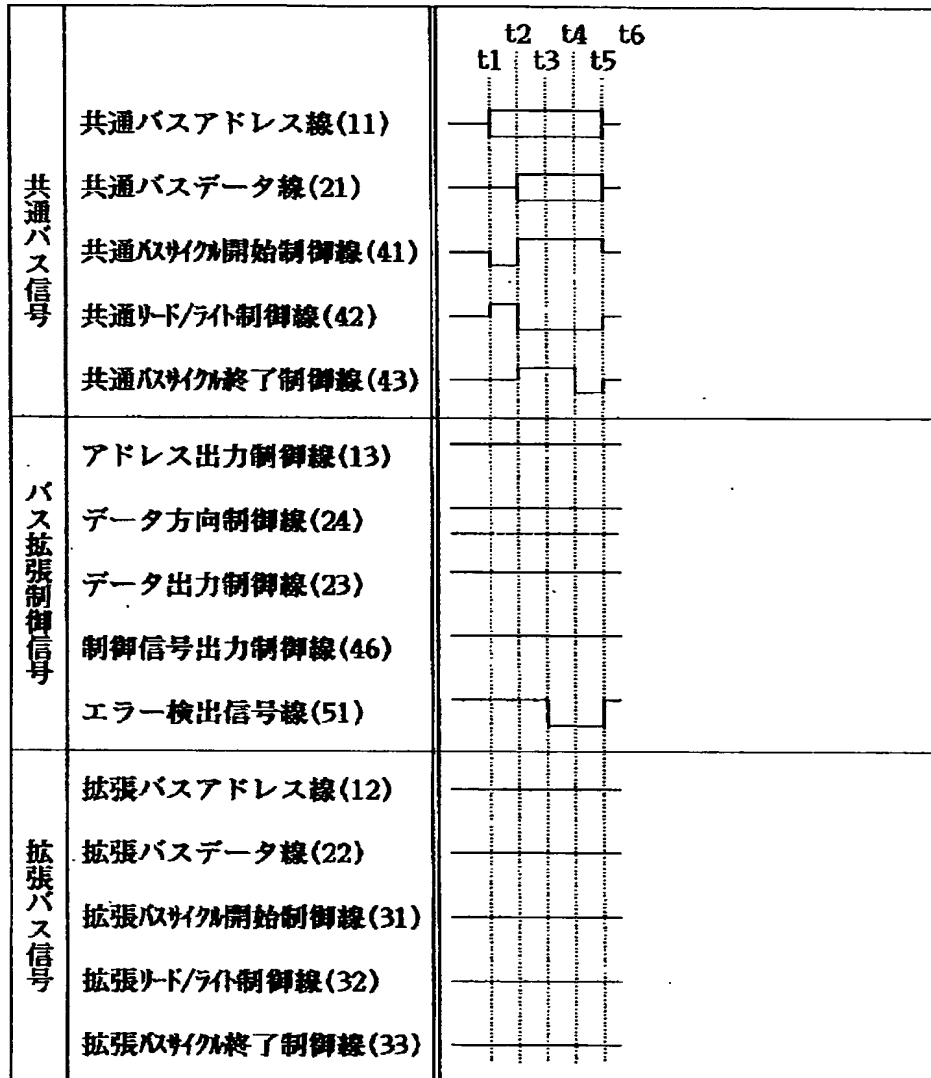 t2 t4 t6
t1 t3 t5
共通バス信号
共通バスアドレス線(11)
共通バスデータ線(21)
共通バスサイクル開始制御線(41)
共通リード/ライト制御線(42)
共通バスサイクル終了制御線(43)
バス拡張制御信号
アドレス出力制御線(13)
データ方向制御線(24)
データ出力制御線(23)
制御信号出力制御線(46)
エラー検出信号線(51)
拡張バス信号
拡張バスアドレス線(12)
拡張バスデータ線(22)
拡張バスサイクル開始制御線(31)
拡張リード/ライト制御線(32)
拡張バスサイクル終了制御線(33)